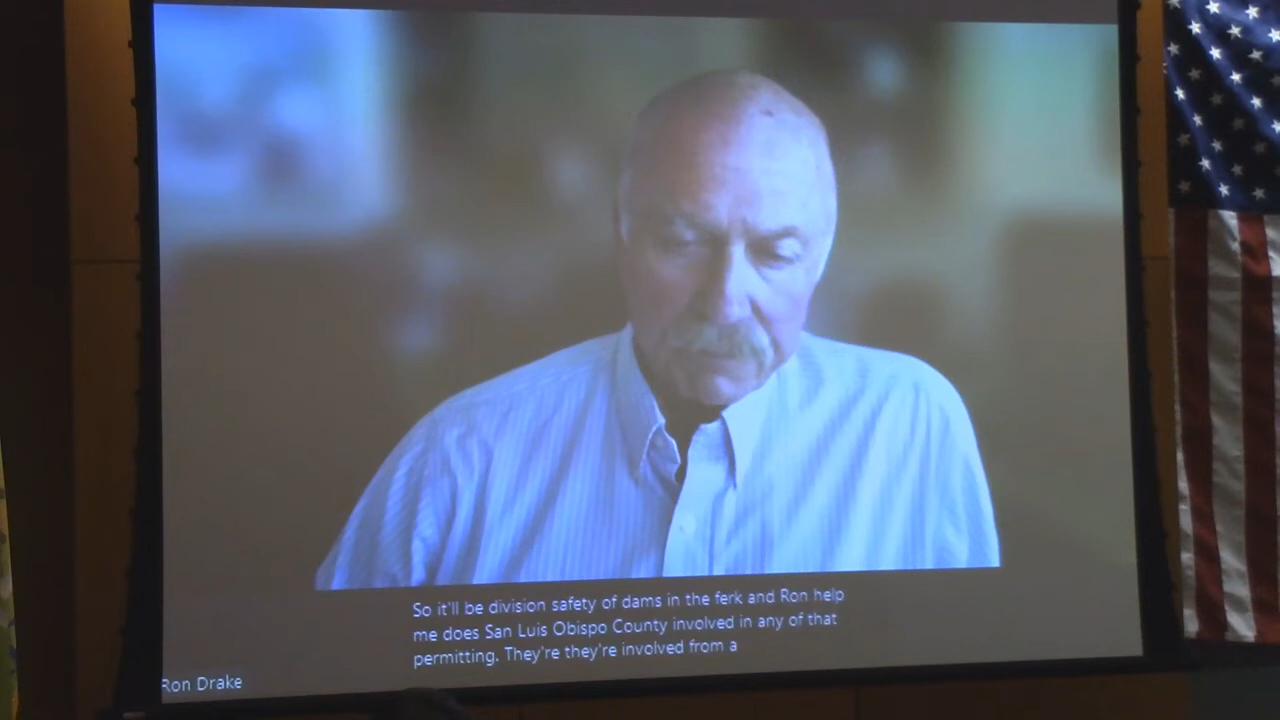 So it'll be division safety of dams in the ferk and Ron help
me does San Luis Obispo County involved in any of that
permitting. They're they're involved from a
Ron Drake